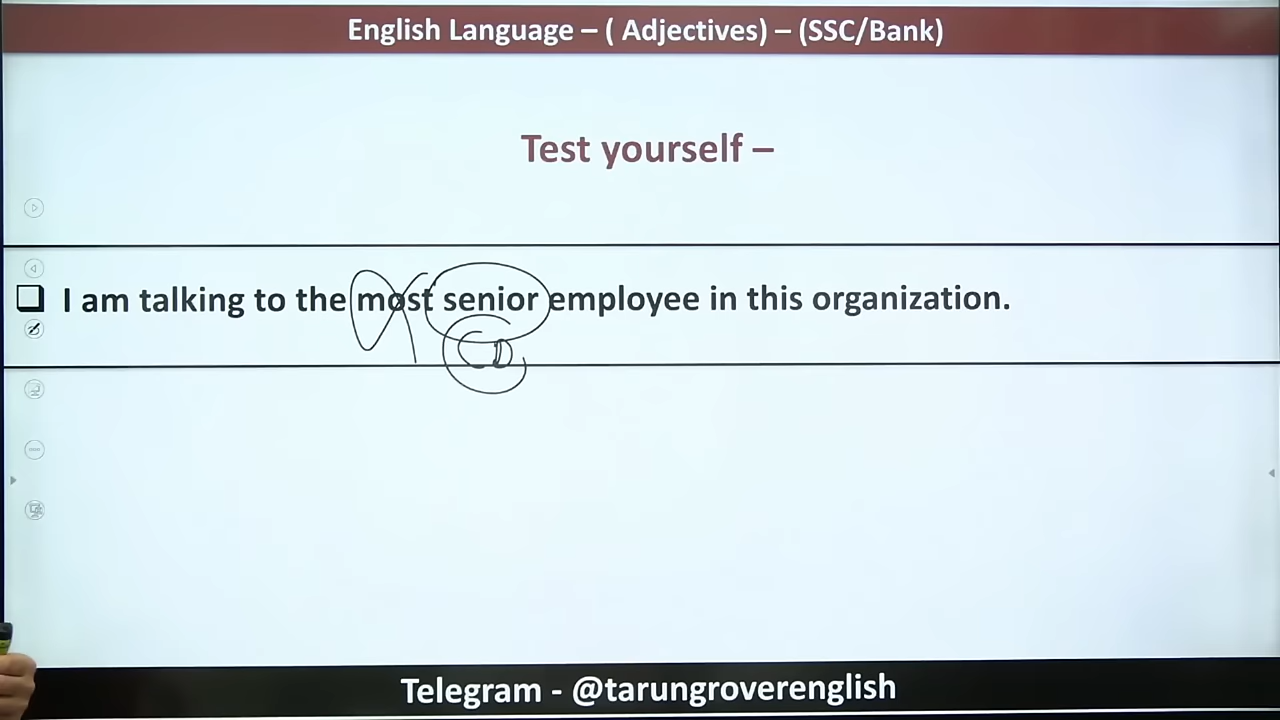 English Language – ( Adjectives) – (SSC/Bank)
Test yourself –
❑ I am talking to the most senior employee in this organization.
CD
Telegram - @tarungroverenglish